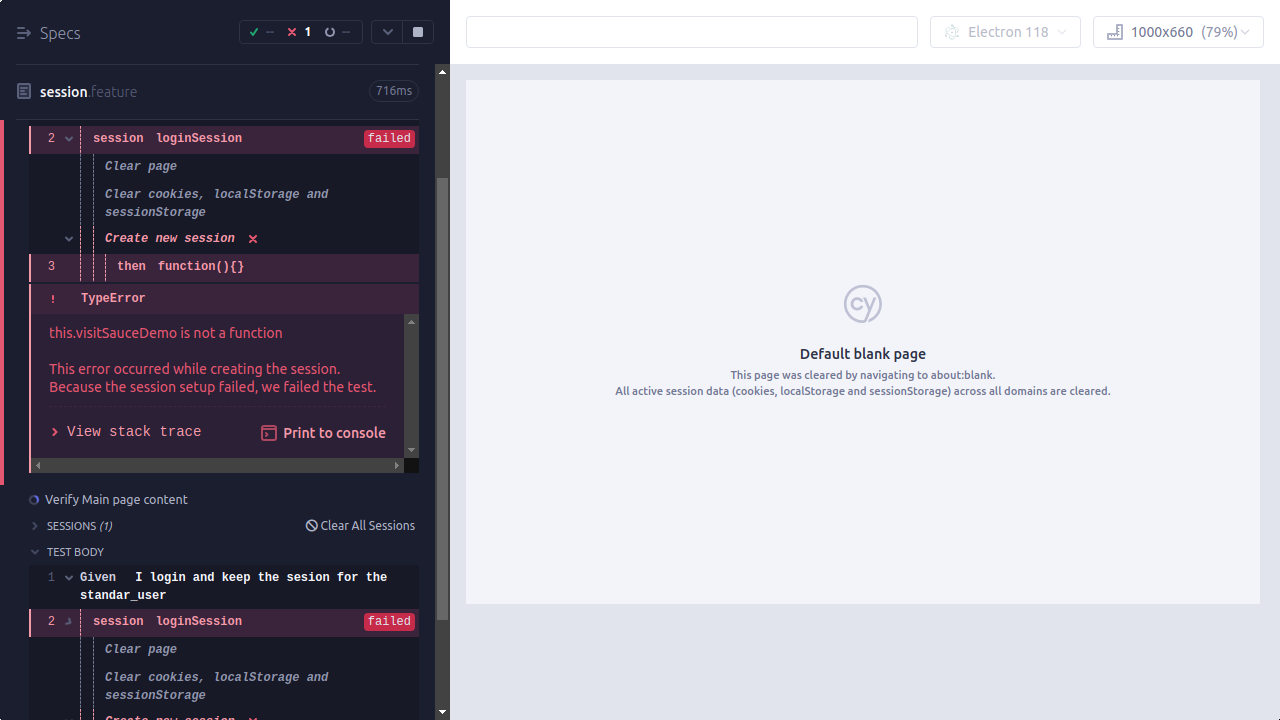 Specs
--
1
--
Electron 118
1000x660 (79%)
session.feature
716ms
2 session loginSession failed
Clear page
Clear cookies, localStorage and
sessionStorage
Create new session
3 then function(){}
! TypeError
this.visitSauceDemo is not a function
This error occurred while creating the session.
Because the session setup failed, we failed the test.
View stack trace
Print to console
cy
Default blank page
This page was cleared by navigating to about:blank.
All active session data (cookies, localStorage and sessionStorage) across all domains are cleared.
Verify Main page content
SESSIONS (1)
Clear All Sessions
TEST BODY
1 Given I login and keep the sesion for the
standar_user
2 session loginSession failed
Clear page
Clear cookies, localStorage and
sessionStorage
Create new session